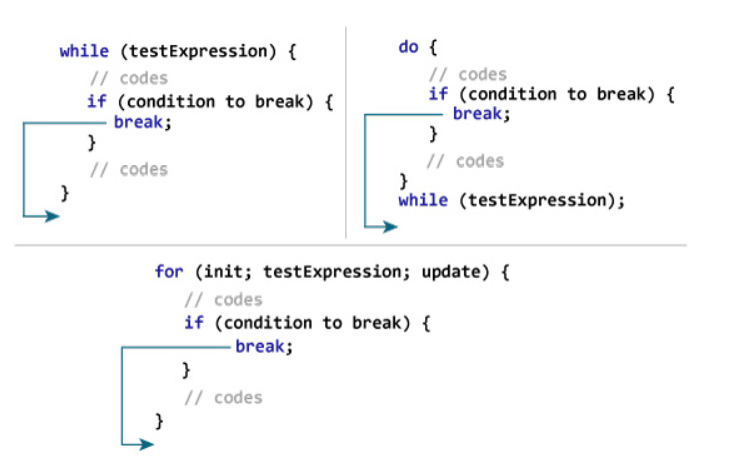 while (testExpression) {
// codes
if (condition to break) {
break;
}
// codes
}
do {
// codes
if (condition to break) {
break;
}
// codes
}
while (testExpression);
for (init; testExpression; update) {
// codes
if (condition to break) {
break;
}
// codes
}